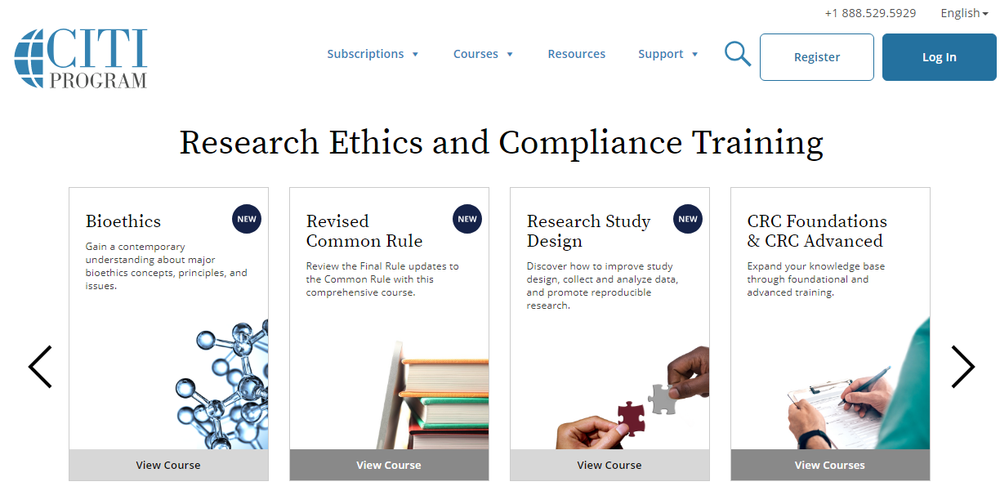 +1 888.529.5929 English
CITI
PROGRAM
Subscriptions Courses Resources Support Register Log In
Research Ethics and Compliance Training
Bioethics
NEW
Gain a contemporary
understanding about major
bioethics concepts, principles, and
issues.
View Course
Revised
Common Rule
NEW
Review the Final Rule updates to
the Common Rule with this
comprehensive course.
View Course
Research Study
Design
NEW
Discover how to improve study
design, collect and analyze data,
and promote reproducible
research.
View Course
CRC Foundations
& CRC Advanced
Expand your knowledge base
through foundational and
advanced training.
View Courses